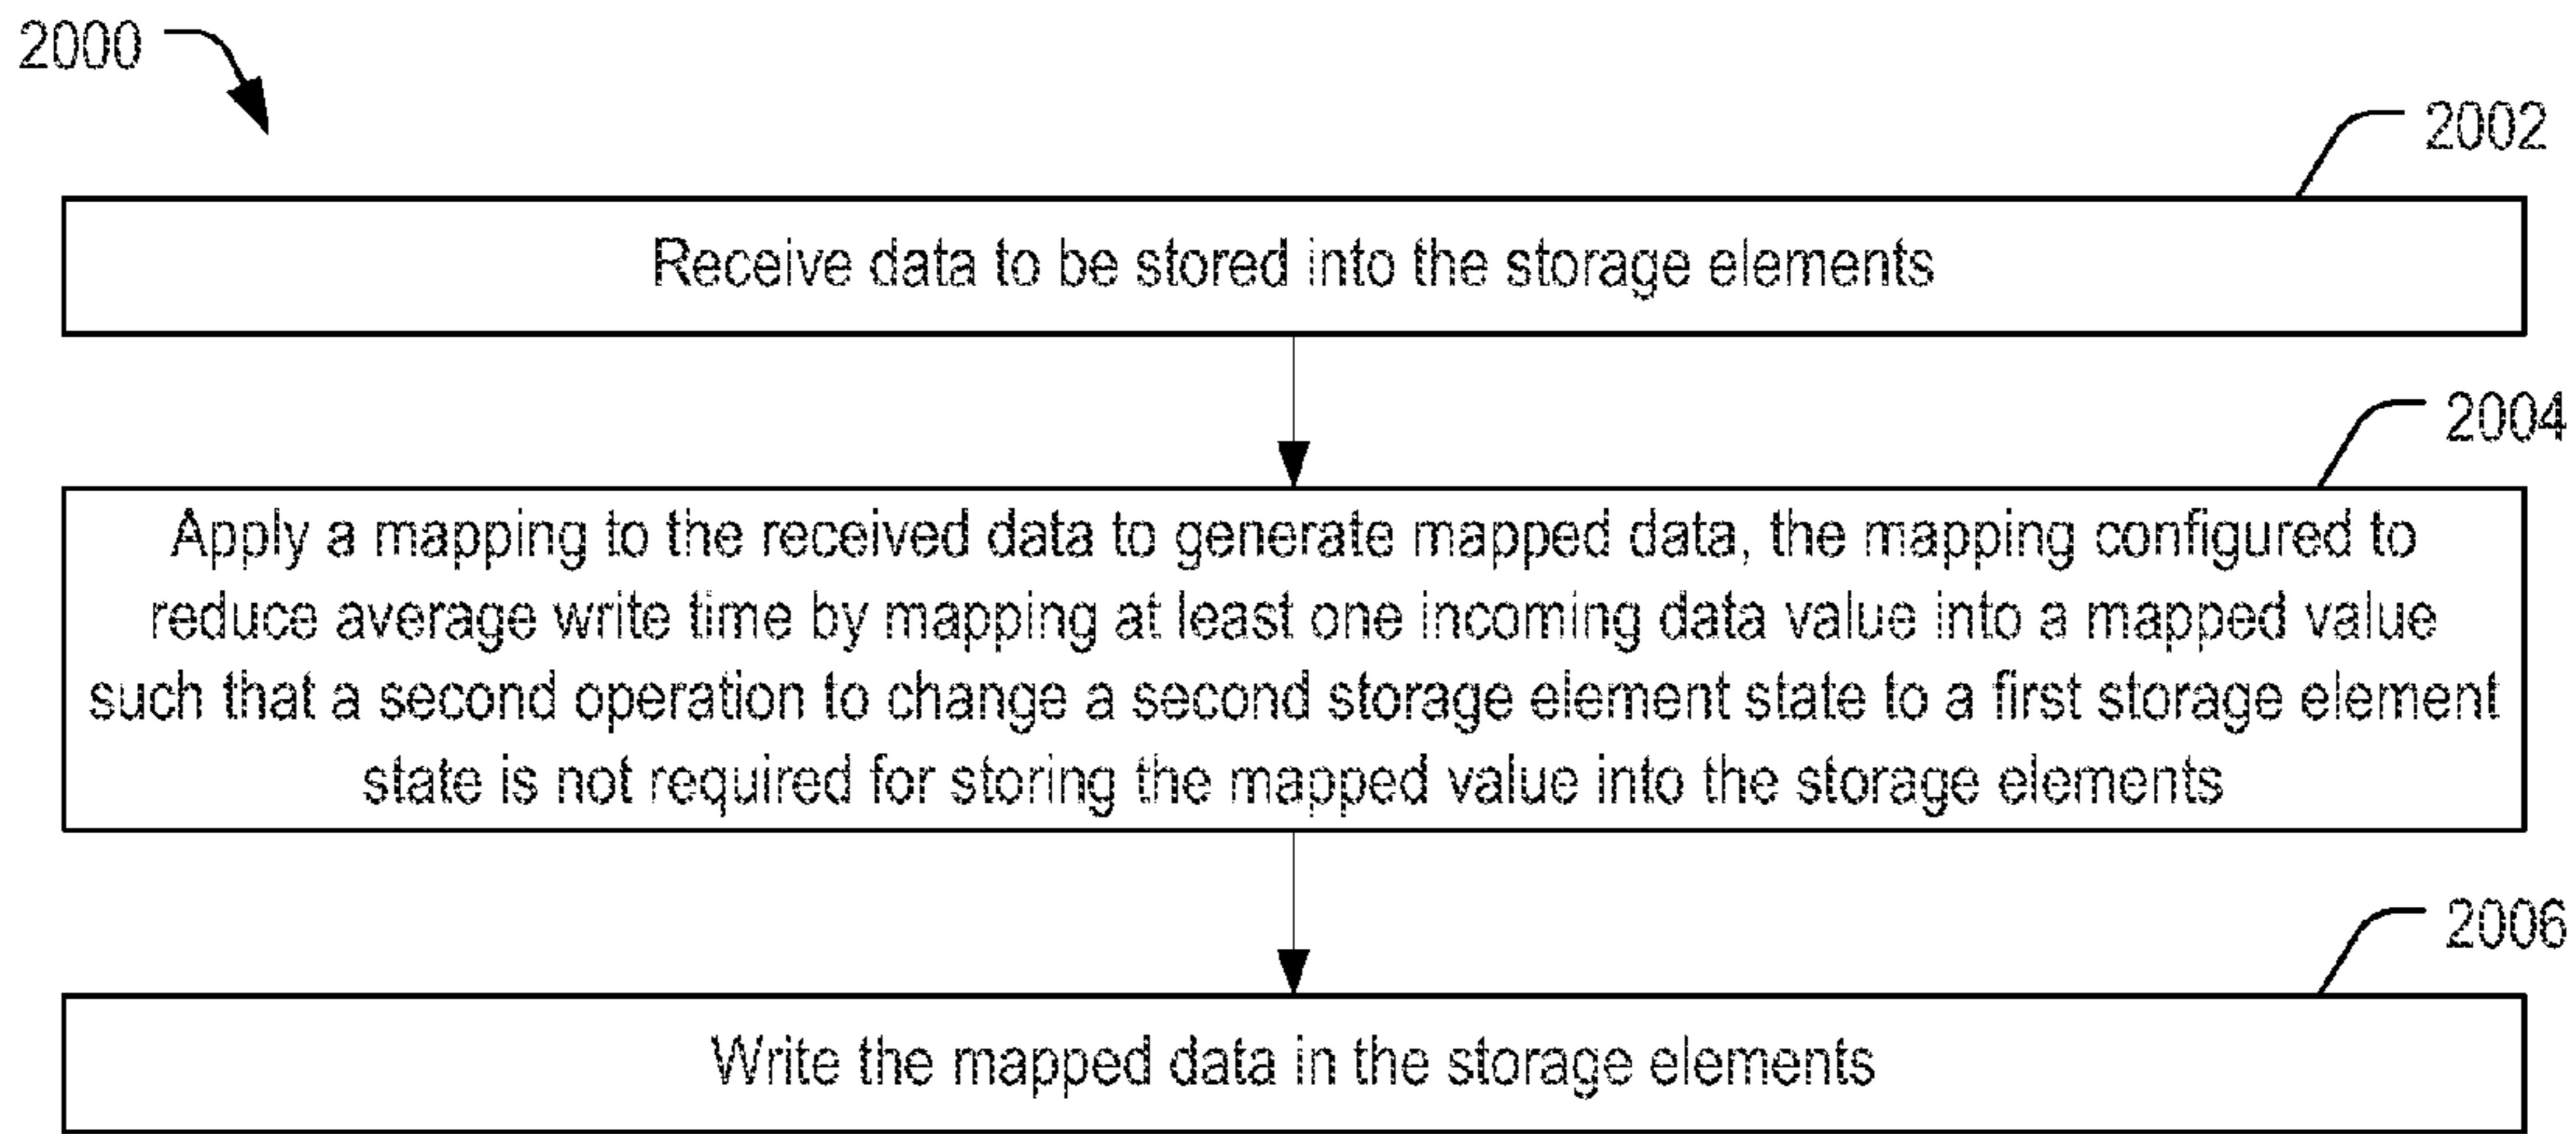 2000
2002
Receive data to be stored into the storage elements
2004
Apply a mapping to the received data to generate mapped data, the mapping configured to
reduce average write time by mapping at least one incoming data value into a mapped value
such that a second operation to change a second storage element state to a first storage element
state is not required for storing the mapped value into the storage elements
2006
Write the mapped data in the storage elements